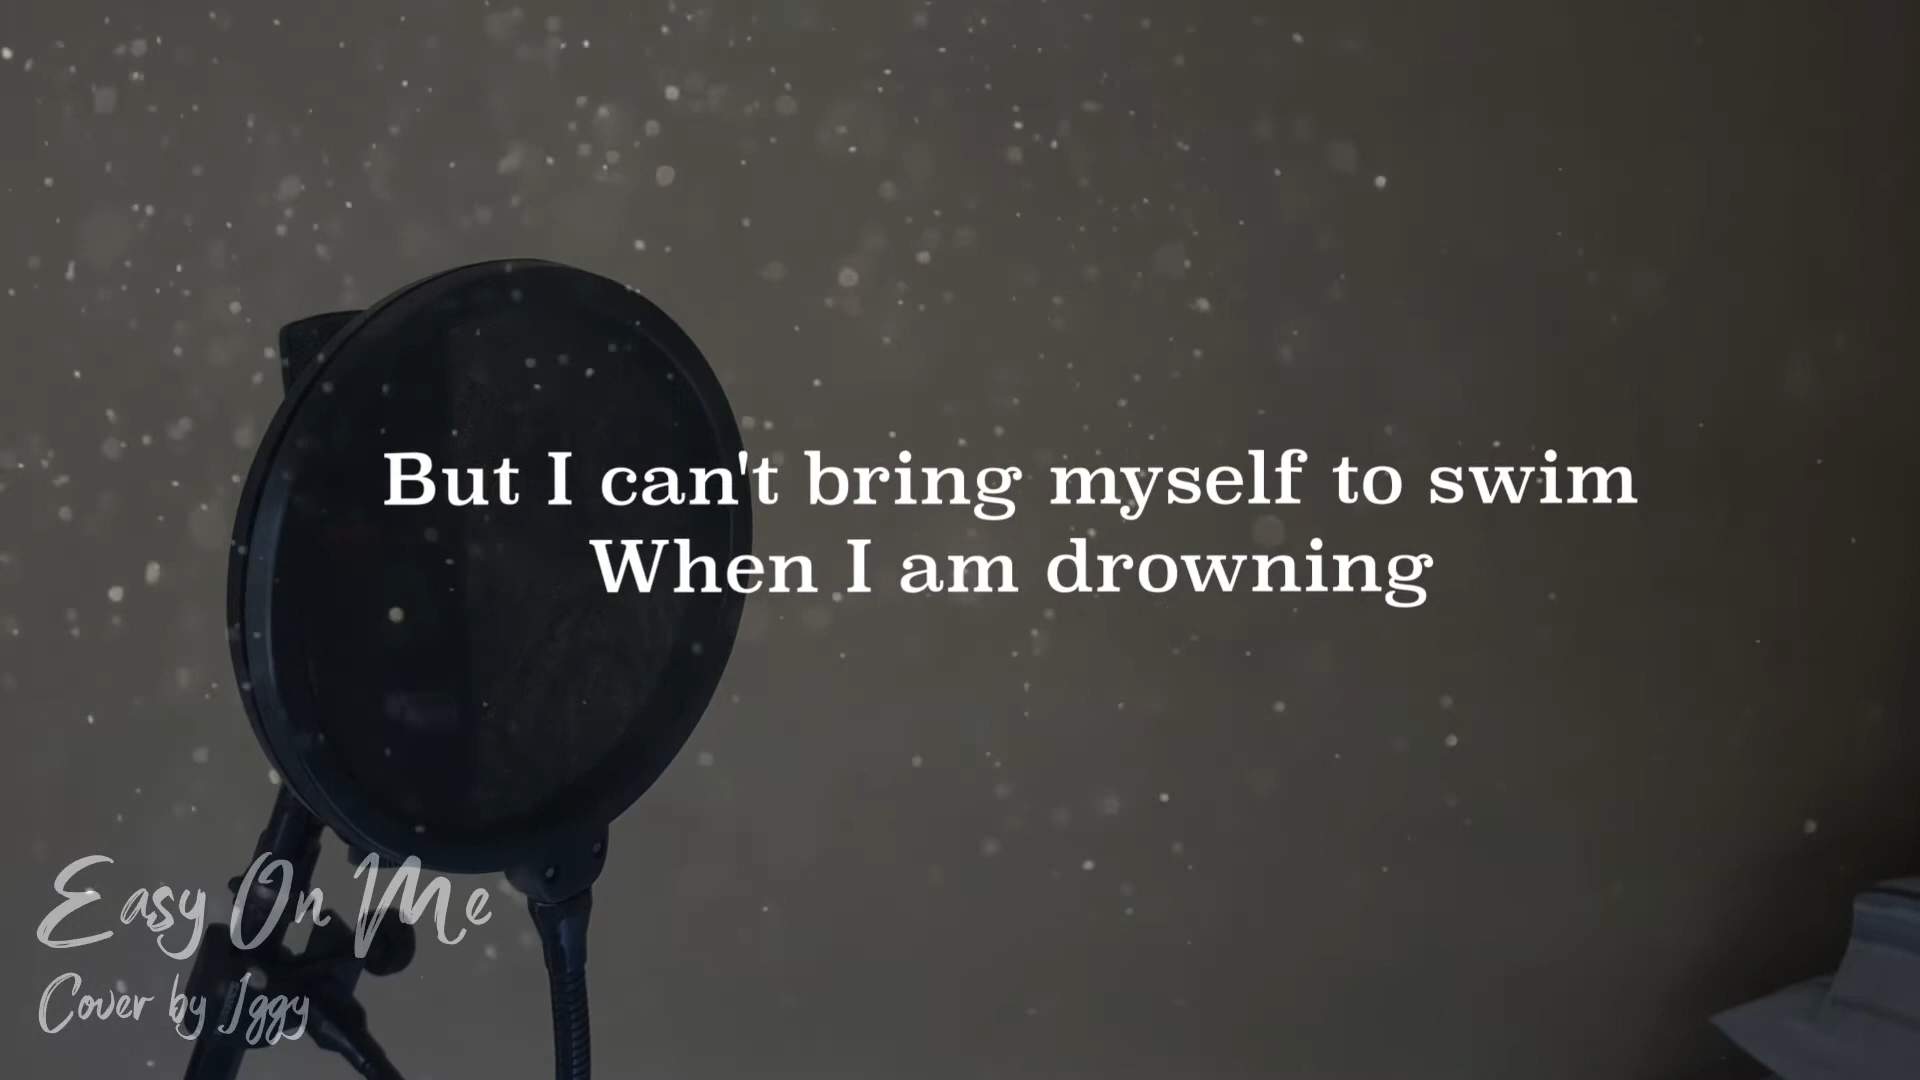 But I can't bring myself to swim
When I am drowning
Easy On Me
Cover by Iggy